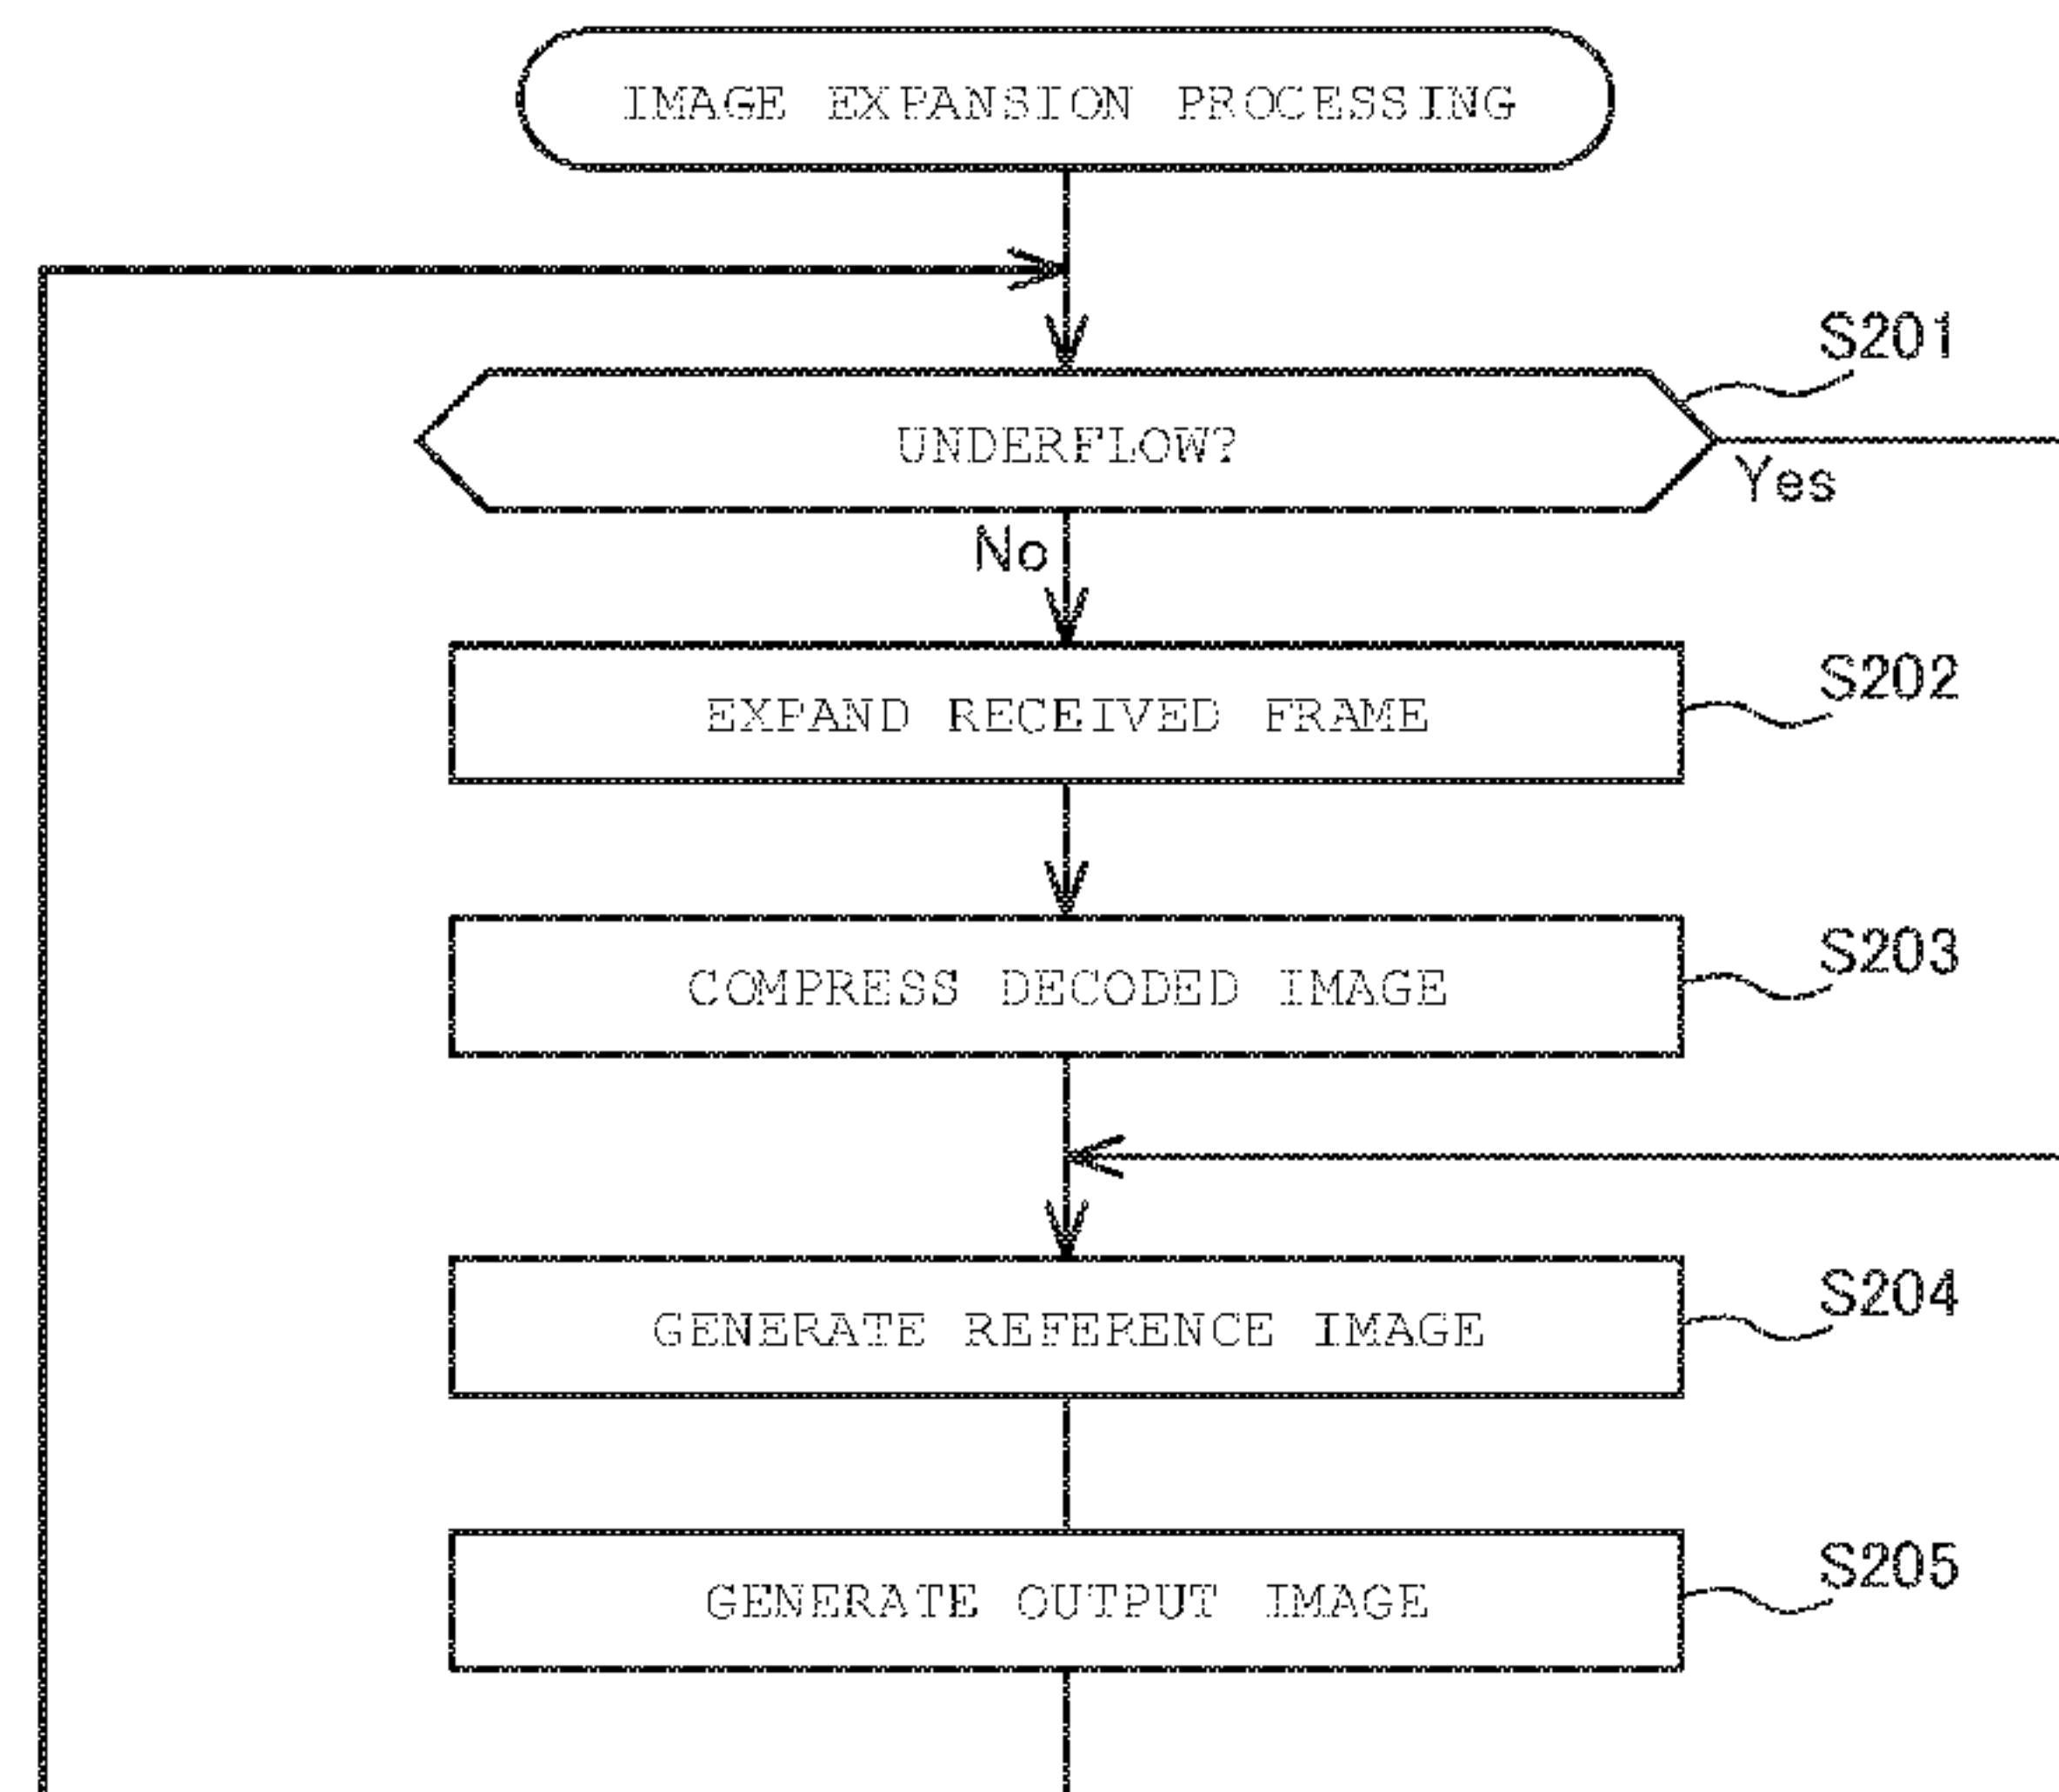 IMAGE EXPANSION PROCESSING
S201
UNDERFLOW?
Yes
No
S202
EXPAND RECEIVED FRAME
S203
COMPRESS DECODED IMAGE
S204
GENERATE REFERENCE IMAGE
S205
GENERATE OUTPUT IMAGE